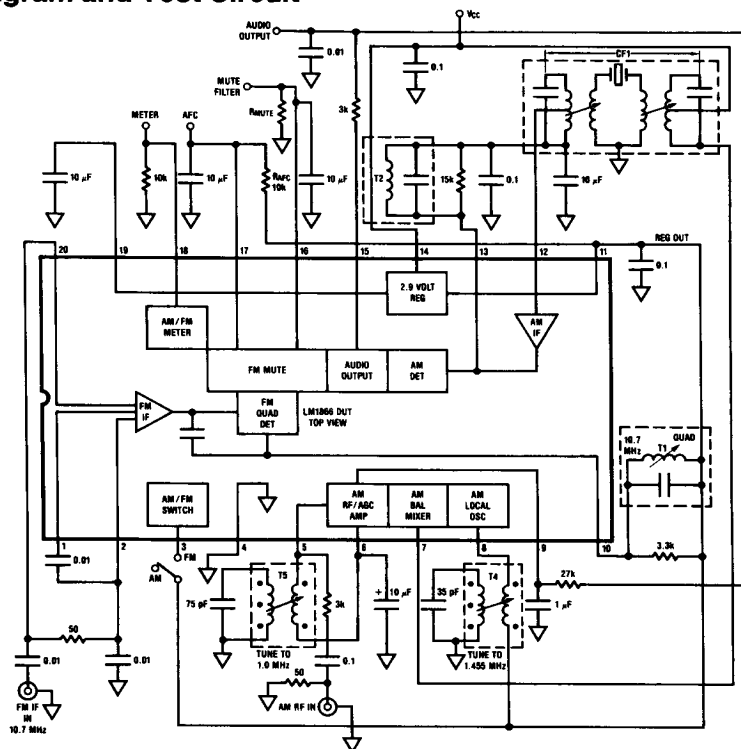 gram and Test Circuit
AUDIO
OUTPUT
VCC
0.01
0.1
CF1
MUTE
FILTER
RMUTE
3k
METER
AFC
10 µF
10k
10 µF
RAFC
10k
10 µF
T2
15k
0.1
10 µF
REG OUT
0.1
20
19
18
17
16
15
14
13
12
11
2.9 VOLT
REG
AM/FM
METER
AM
IF
FM MUTE
AUDIO
OUTPUT
AM
DET
FM
IF
FM
QUAD
DET
LM1866 DUT
TOP VIEW
10.7
MHz
QUAD
T1
AM/FM
SWITCH
AM
RF/AGC
AMP
AM
BAL
MIXER
AM
LOCAL
OSC
1
2
3
4
5
6
7
8
9
10
0.01
FM
AM
75 pF
T5
3k
+
10 µF
35 pF
T4
27k
1 µF
3.3k
50
0.01
0.01
TUNE TO
1.0 MHz
0.1
TUNE TO
1.455 MHz
50
FM IF
IN
10.7 MHz
AM RF IN